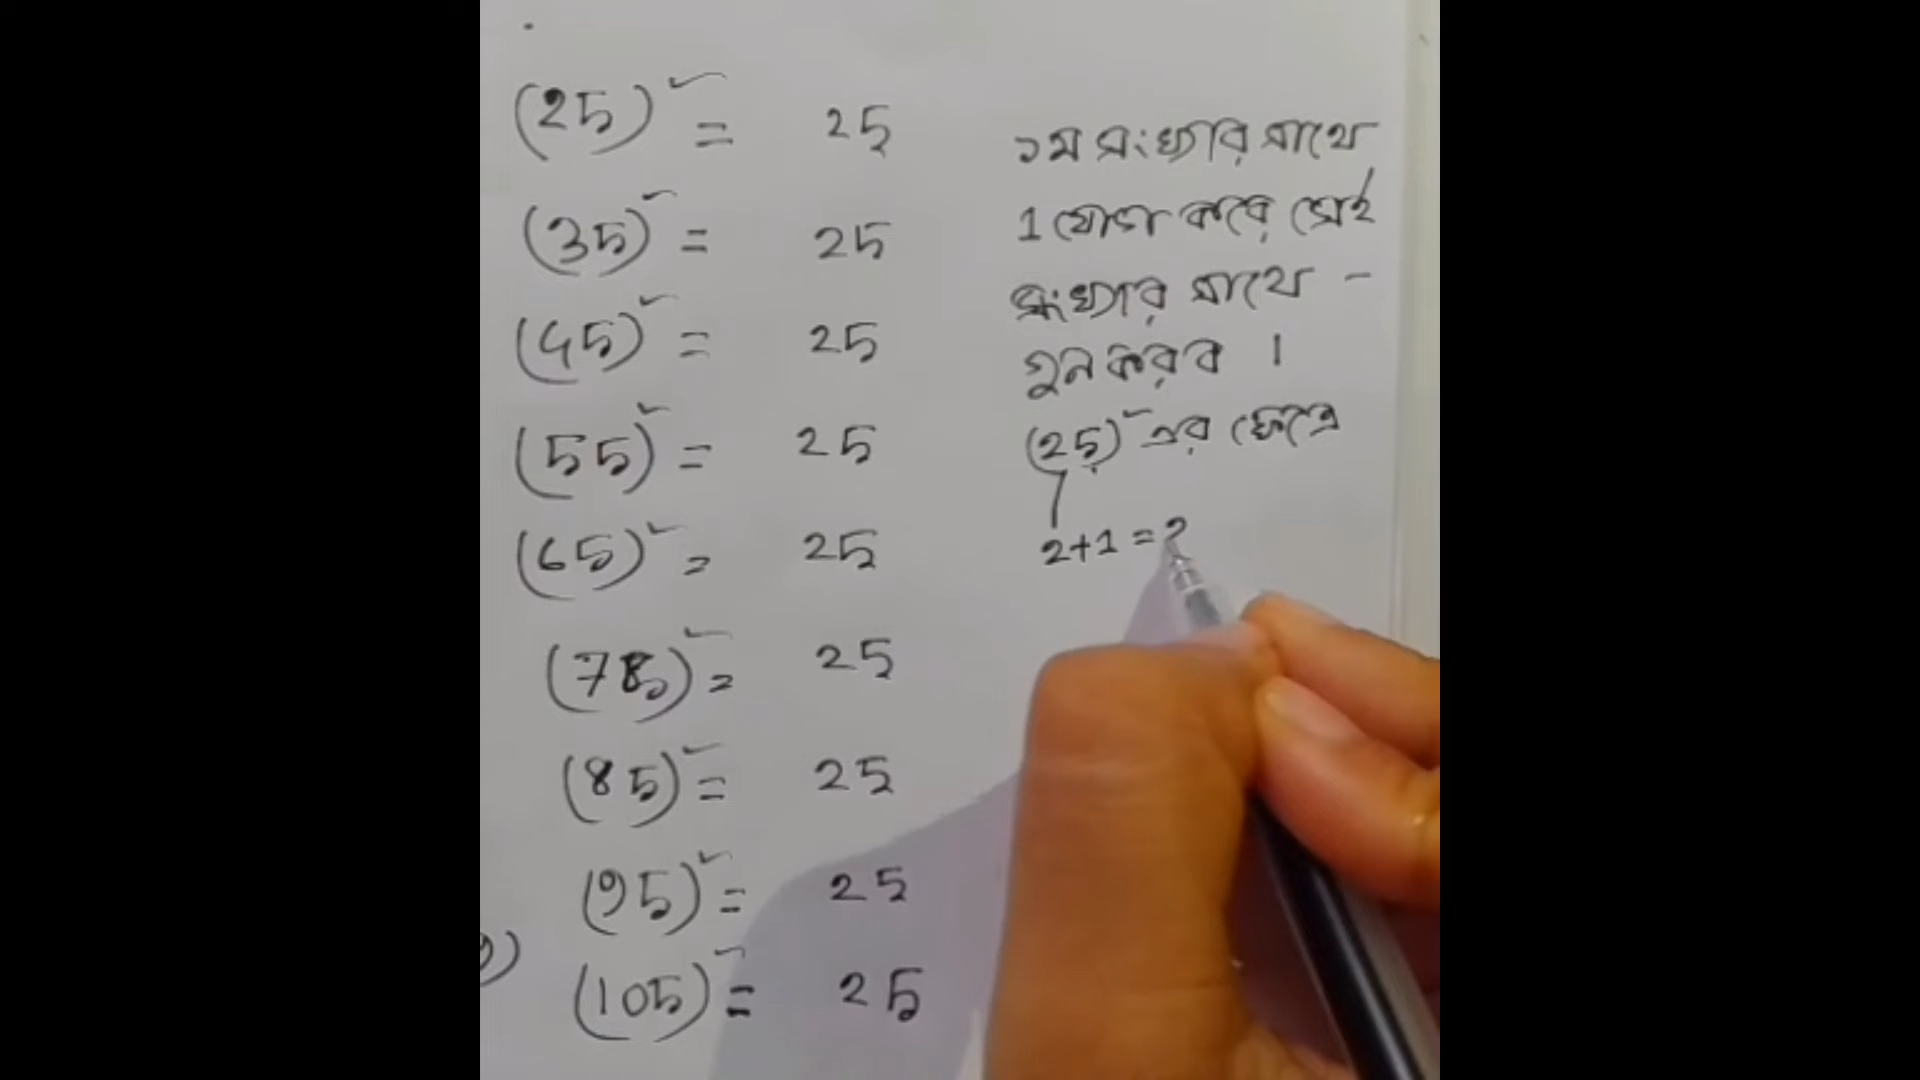 (25)² = 25
(35)² = 25
(45)² = 25
(55)² = 25
(65)² = 25
(75)² = 25
(85)² = 25
(95)² = 25
(105)² = 25
১ম সংখ্যার সাথে
1 যোগ করে সেই
সংখ্যার সাথে -
গুন করব ।
(25)² এর ক্ষেত্রে
2+1 =